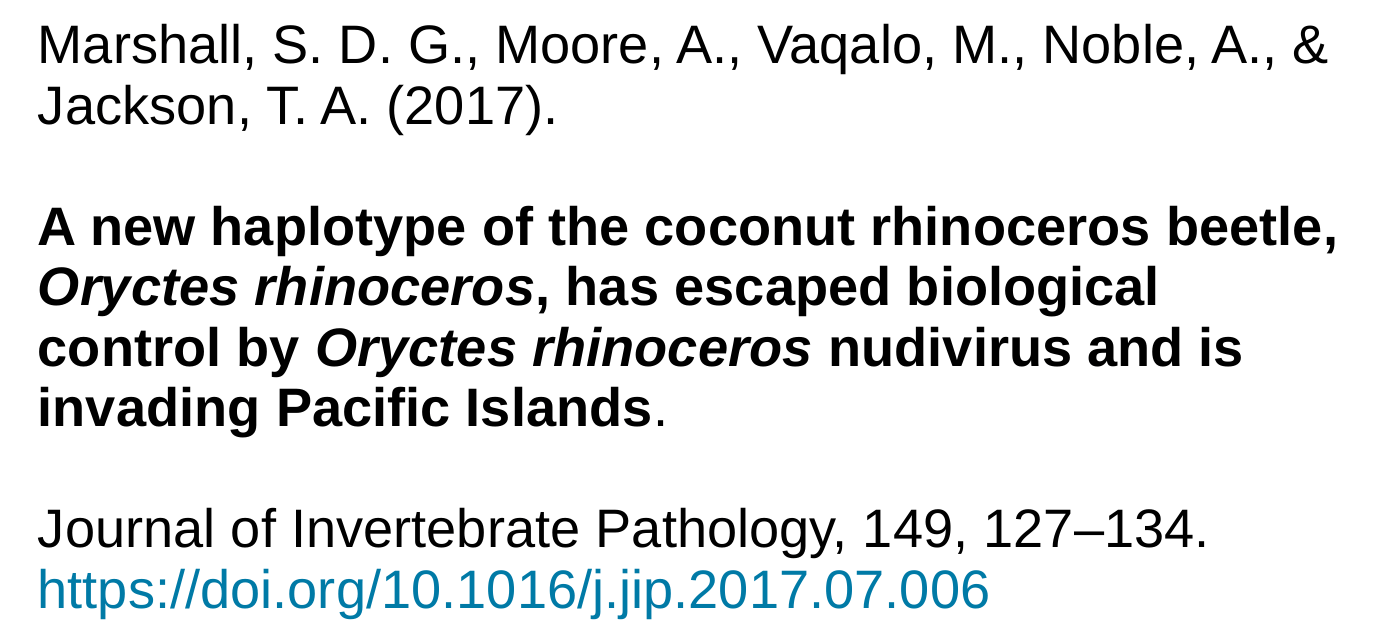 Marshall, S. D. G., Moore, A., Vaqalo, M., Noble, A., &
Jackson, T. A. (2017).
A new haplotype of the coconut rhinoceros beetle,
Oryctes rhinoceros, has escaped biological
control by Oryctes rhinoceros nudivirus and is
invading Pacific Islands.
Journal of Invertebrate Pathology, 149, 127–134.
https://doi.org/10.1016/j.jip.2017.07.006